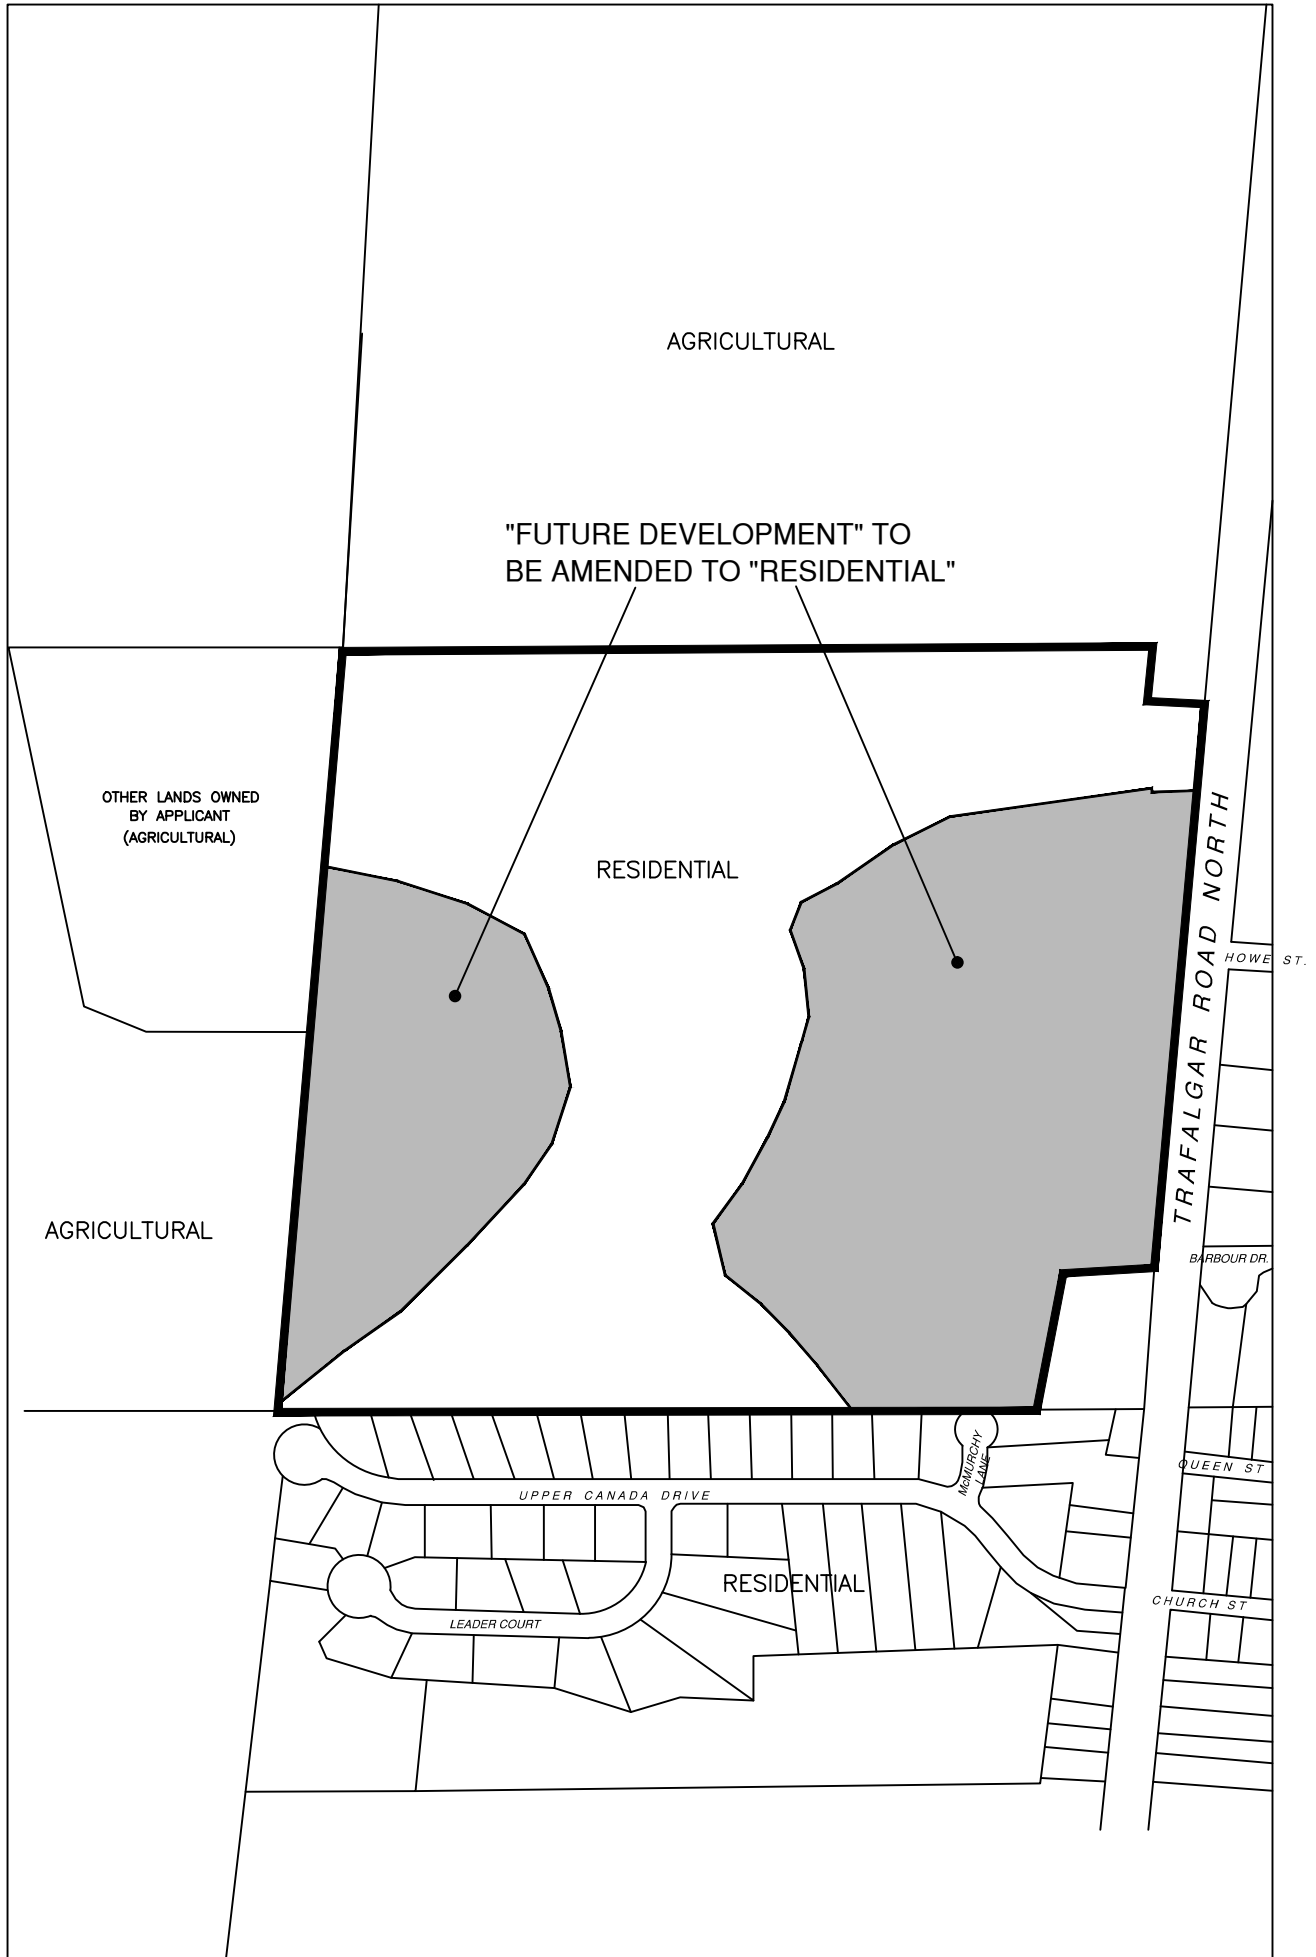 AGRICULTURAL
"FUTURE DEVELOPMENT" TO
BE AMENDED TO "RESIDENTIAL"
OTHER LANDS OWNED
BY APPLICANT
(AGRICULTURAL)
RESIDENTIAL
TRAFALGAR ROAD NORTH
HOWE ST.
AGRICULTURAL
BARBOUR DR.
McMURCHY
LANE
QUEEN ST
UPPER CANADA DRIVE
RESIDENTIAL
CHURCH ST
LEADER COURT